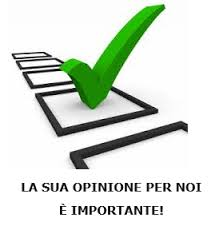 LA SUA OPINIONE PER NOI
È IMPORTANTE!